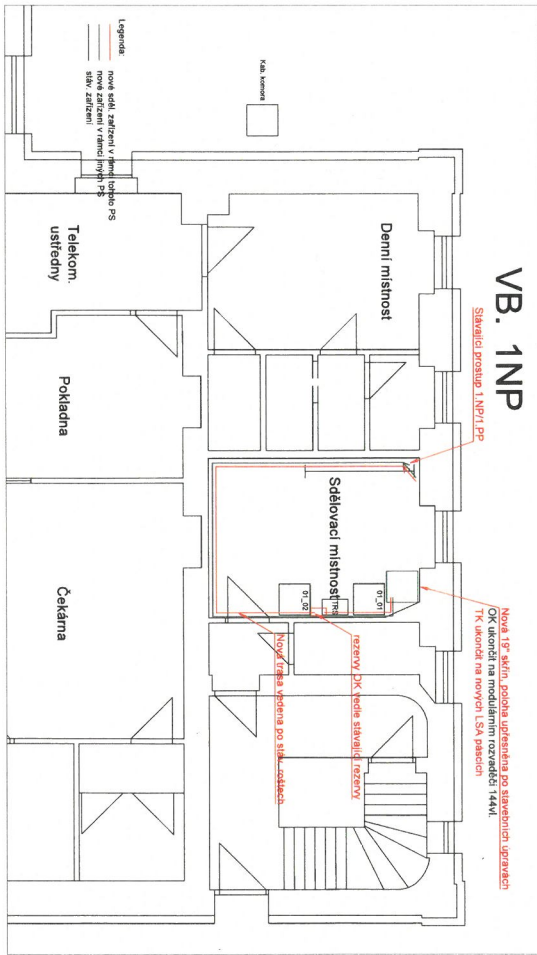 VB. 1NP
Stávající prostup 1.NP/1.PP
Nová 19" skříň, poloha upřesněna po stavebních upravách
OK ukončit na modulárním rozvaděči 144vl.
TK ukončit na nových LSA páscích
Denní místnost
Sdělovací místnost
01_01
TRS
01_02
rezervy OK vedle stávající rezervy
Nová trasa vedena po stáv. roštech
Kab. komora
Telekom.
ustředny
Pokladna
Čekárna
Legenda:
nové sděl. zařízení v rámci tohoto PS
nové zařízení v rámci jiných PS
stáv. zařízení